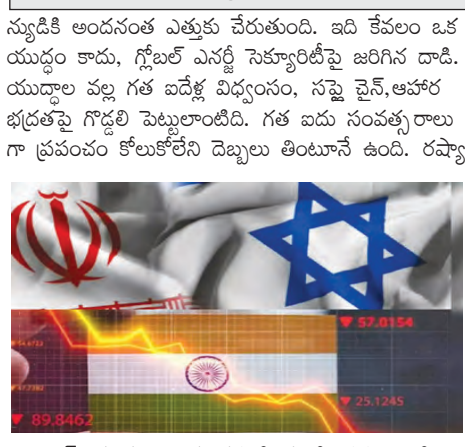 న్యుడికి అందనంత ఎత్తుకు చేరుతుంది. ఇది కేవలం ఒక
యుద్ధం కాదు, గ్లోబల్ ఎనర్జీ సెక్యూరిటీపై జరిగిన దాడి.
యుద్ధాల వల్ల గత ఐదేళ్ల విధ్వంసం, సప్లై చైన్,ఆహార
భద్రతపై గొడ్డలి పెట్టులాంటిది. గత ఐదు సంవత్స రాలు
గా ప్రపంచం కోలుకోలేని దెబ్బలు తింటూనే ఉంది. రష్యా
▼ 57.0154
▼ 25.1245
▼ 89.8462